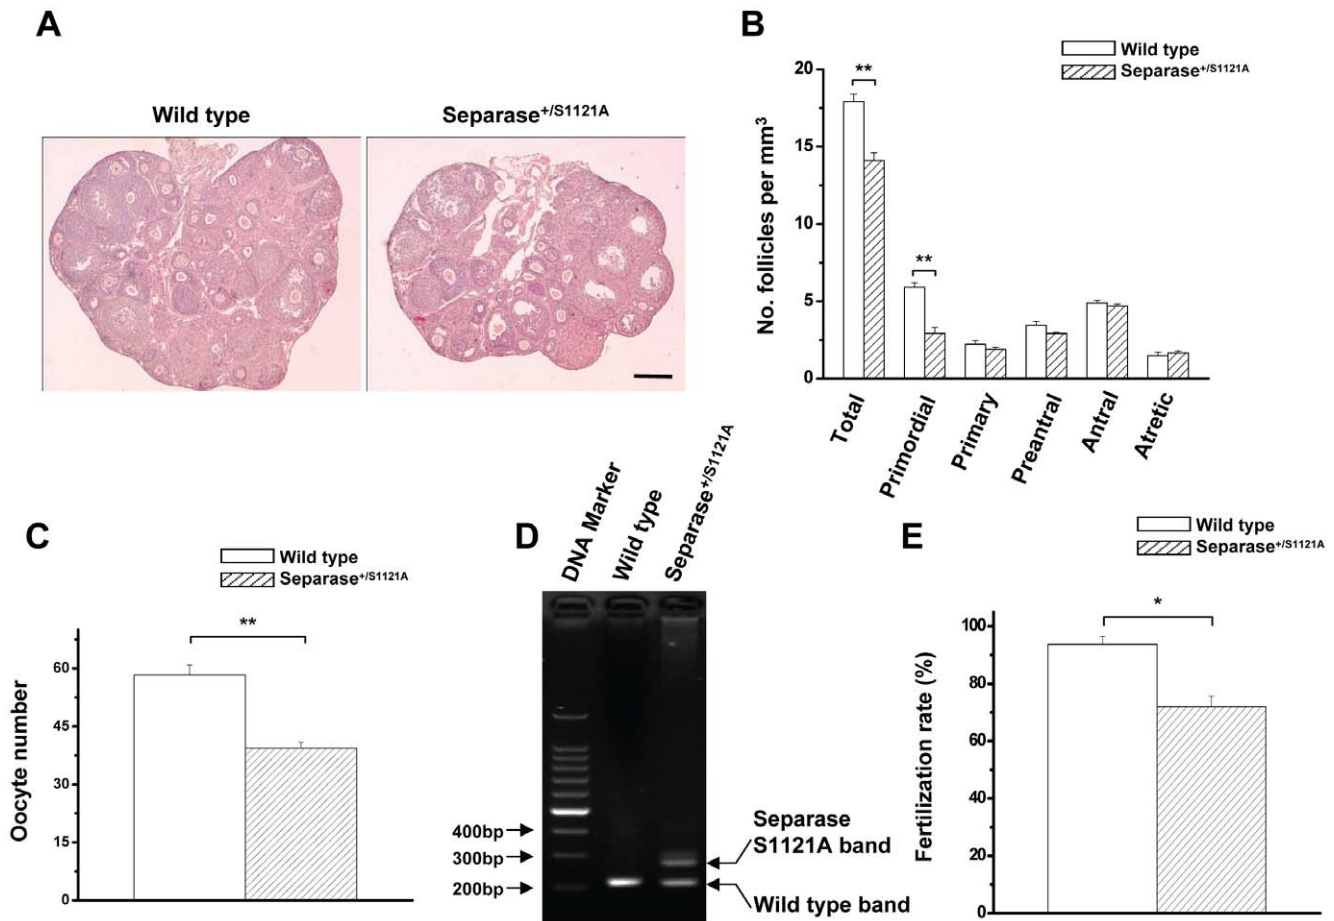 A
Wild type
Separase+/S1121A
B
Wild type
Separase+/S1121A
No. follicles per mm3
20
15
10
5
0
**
**
Total
Primordial
Primary
Preantral
Antral
Atretic
C
Wild type
Separase+/S1121A
Oocyte number
60
45
30
15
0
**
D
DNA Marker
Wild type
Separase+/S1121A
400bp
300bp
200bp
Separase
S1121A band
Wild type band
E
Wild type
Separase+/S1121A
Fertilization rate (%)
100
80
60
40
20
0
*